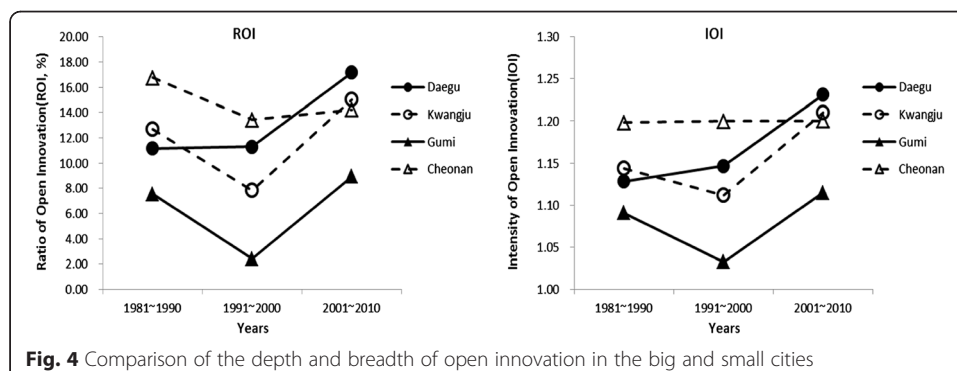 ROI
Ratio of Open Innovation(ROI, %)
20.00
18.00
16.00
14.00
12.00
10.00
8.00
6.00
4.00
2.00
0.00
1981~1990
1991~2000
2001~2010
Years
Daegu
Kwangju
Gumi
Cheonan
IOI
Intensity of Open Innovation(IOI)
1.30
1.25
1.20
1.15
1.10
1.05
1.00
1981~1990
1991~2000
2001~2010
Years
Daegu
Kwangju
Gumi
Cheonan
Fig. 4 Comparison of the depth and breadth of open innovation in the big and small cities